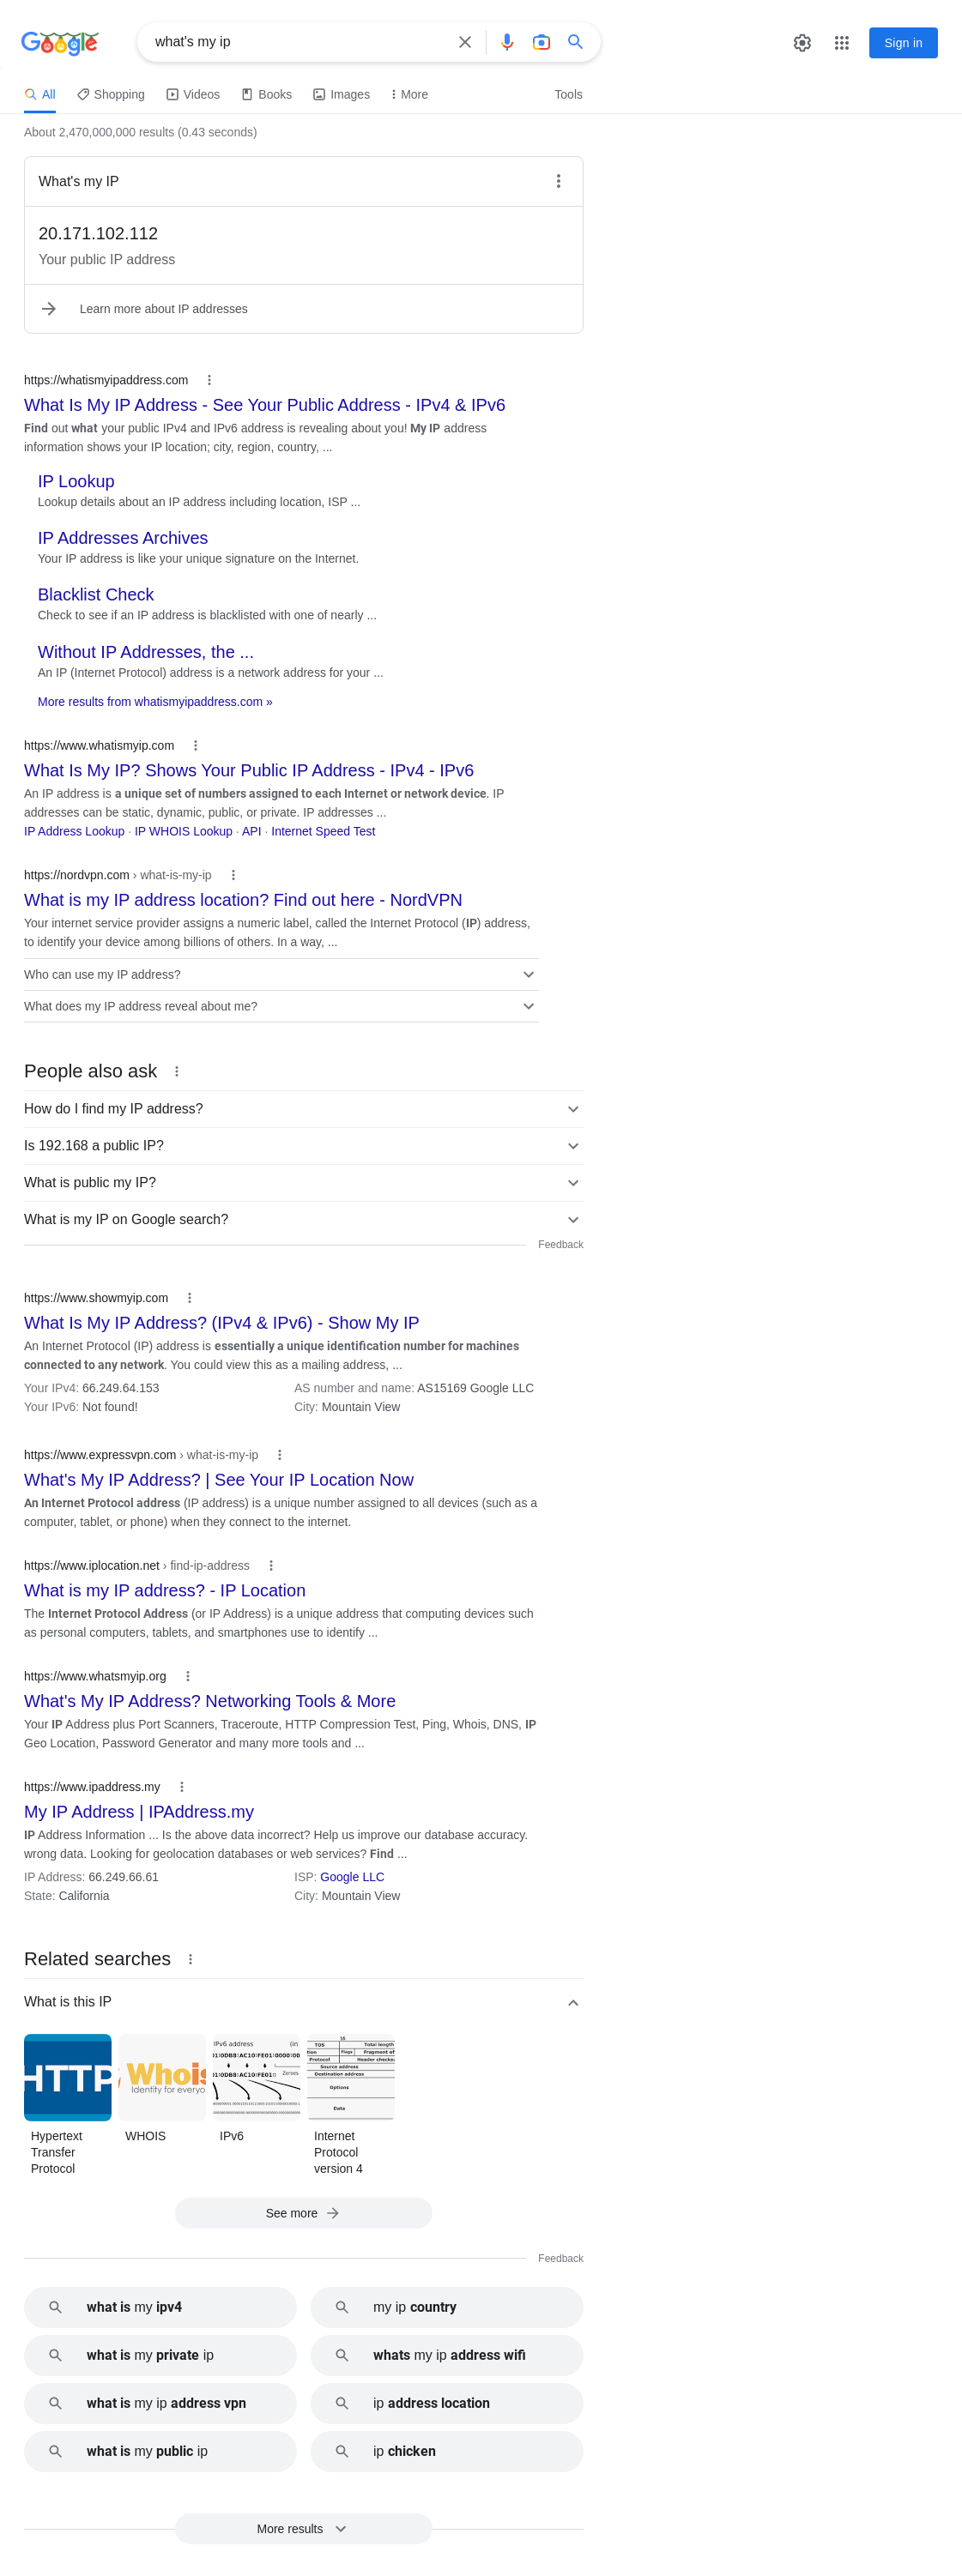 Google
what's my ip
Sign in
All
Shopping
Videos
Books
Images
More
Tools
About 2,470,000,000 results (0.43 seconds)
What's my IP
20.171.102.112
Your public IP address
Learn more about IP addresses
https://whatismyipaddress.com
What Is My IP Address - See Your Public Address - IPv4 & IPv6
Find out what your public IPv4 and IPv6 address is revealing about you! My IP address
information shows your IP location; city, region, country, ...
IP Lookup
Lookup details about an IP address including location, ISP ...
IP Addresses Archives
Your IP address is like your unique signature on the Internet.
Blacklist Check
Check to see if an IP address is blacklisted with one of nearly ...
Without IP Addresses, the ...
An IP (Internet Protocol) address is a network address for your ...
More results from whatismyipaddress.com »
https://www.whatismyip.com
What Is My IP? Shows Your Public IP Address - IPv4 - IPv6
An IP address is a unique set of numbers assigned to each Internet or network device. IP
addresses can be static, dynamic, public, or private. IP addresses ...
IP Address Lookup · IP WHOIS Lookup · API · Internet Speed Test
https://nordvpn.com › what-is-my-ip
What is my IP address location? Find out here - NordVPN
Your internet service provider assigns a numeric label, called the Internet Protocol (IP) address,
to identify your device among billions of others. In a way, ...
Who can use my IP address?
What does my IP address reveal about me?
People also ask
How do I find my IP address?
Is 192.168 a public IP?
What is public my IP?
What is my IP on Google search?
Feedback
https://www.showmyip.com
What Is My IP Address? (IPv4 & IPv6) - Show My IP
An Internet Protocol (IP) address is essentially a unique identification number for machines
connected to any network. You could view this as a mailing address, ...
Your IPv4: 66.249.64.153
AS number and name: AS15169 Google LLC
Your IPv6: Not found!
City: Mountain View
https://www.expressvpn.com › what-is-my-ip
What's My IP Address? | See Your IP Location Now
An Internet Protocol address (IP address) is a unique number assigned to all devices (such as a
computer, tablet, or phone) when they connect to the internet.
https://www.iplocation.net › find-ip-address
What is my IP address? - IP Location
The Internet Protocol Address (or IP Address) is a unique address that computing devices such
as personal computers, tablets, and smartphones use to identify ...
https://www.whatsmyip.org
What's My IP Address? Networking Tools & More
Your IP Address plus Port Scanners, Traceroute, HTTP Compression Test, Ping, Whois, DNS, IP
Geo Location, Password Generator and many more tools and ...
https://www.ipaddress.my
My IP Address | IPAddress.my
IP Address Information ... Is the above data incorrect? Help us improve our database accuracy.
wrong data. Looking for geolocation databases or web services? Find ...
IP Address: 66.249.66.61
ISP: Google LLC
State: California
City: Mountain View
Related searches
What is this IP
HTTP
Whois
Identity for everyo
IPv6 address (in
Zeroes
16
TOS Total length
Flags Fragment of
Protocol Header checksu
Source address
Destination address
Options
Data
Hypertext
Transfer
Protocol
WHOIS
IPv6
Internet
Protocol
version 4
See more
Feedback
what is my ipv4
my ip country
what is my private ip
whats my ip address wifi
what is my ip address vpn
ip address location
what is my public ip
ip chicken
More results